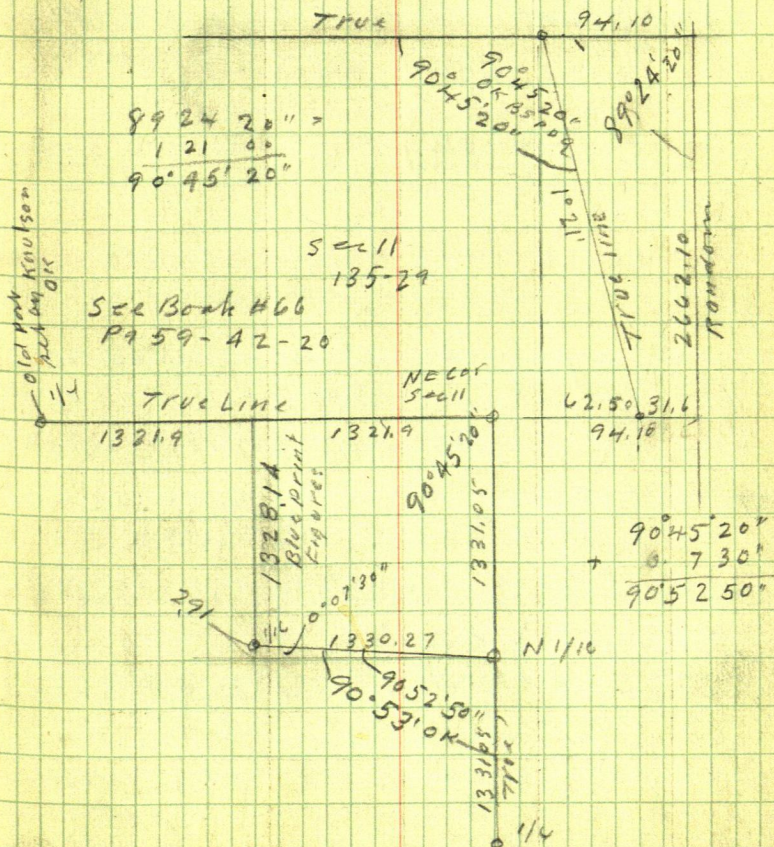 True
94.10
90° 45' 20"
OK BS POQ
90° 45' 20"
89° 24' 20"
89 24 20" =
1 21 00
90° 45' 20"
1° 21'
True Line
2662.10
Random
Sec 11
135-29
See Book #66
Pg 59-42-20
Old Post
Knutson
OK
1/4
True Line
NE Cor
Sec 11
1321.9
1321.9
62.50
31.6
94.10
90° 45' 20"
1328.14
Blue Print
Figures
1331.05
90° 45' 20"
+ 0 7 30"
90° 52 50"
2.91
1/16
0° 07' 30"
1330.27
N 1/16
90 52' 50"
90° 53' OK
1331.05
True
1/4